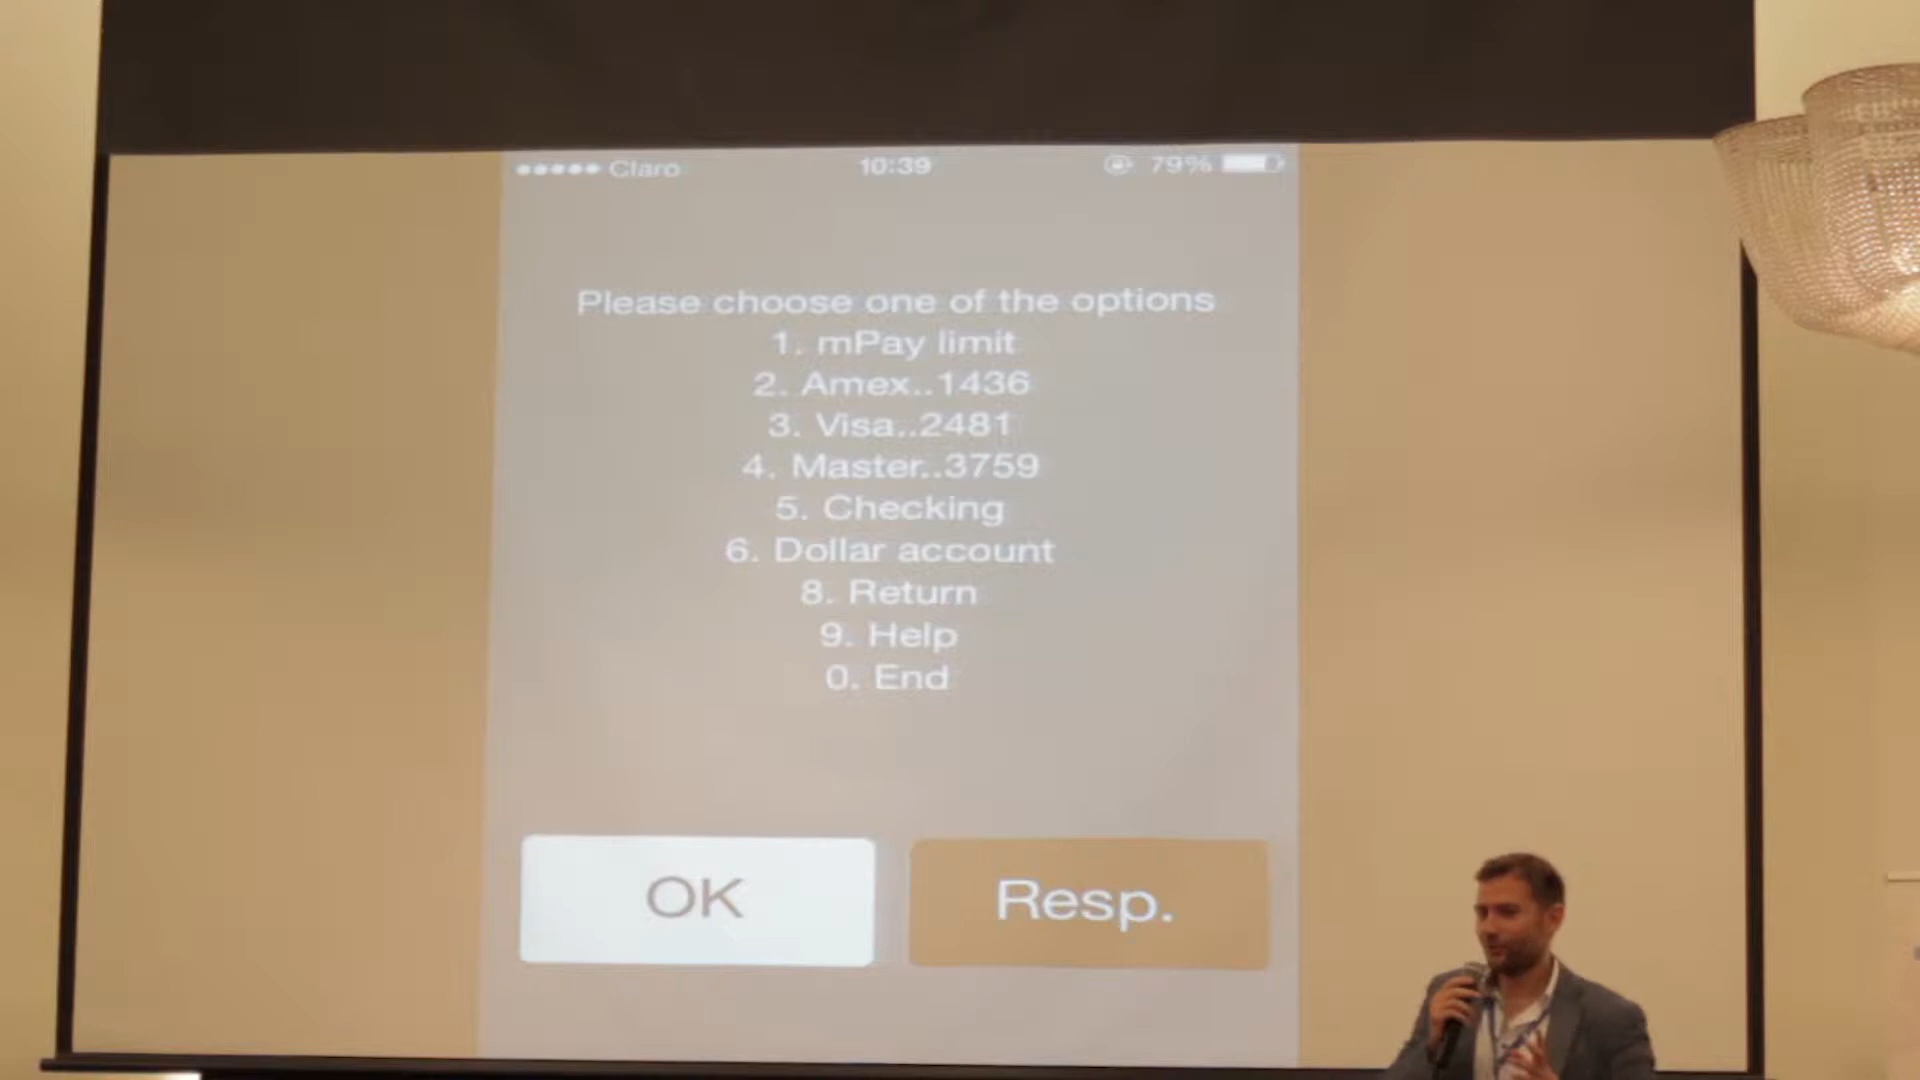 Claro 10:39 79%
Please choose one of the options
1. mPay limit
2. Amex..1436
3. Visa..2481
4. Master..3759
5. Checking
6. Dollar account
8. Return
9. Help
0. End
OK Resp.